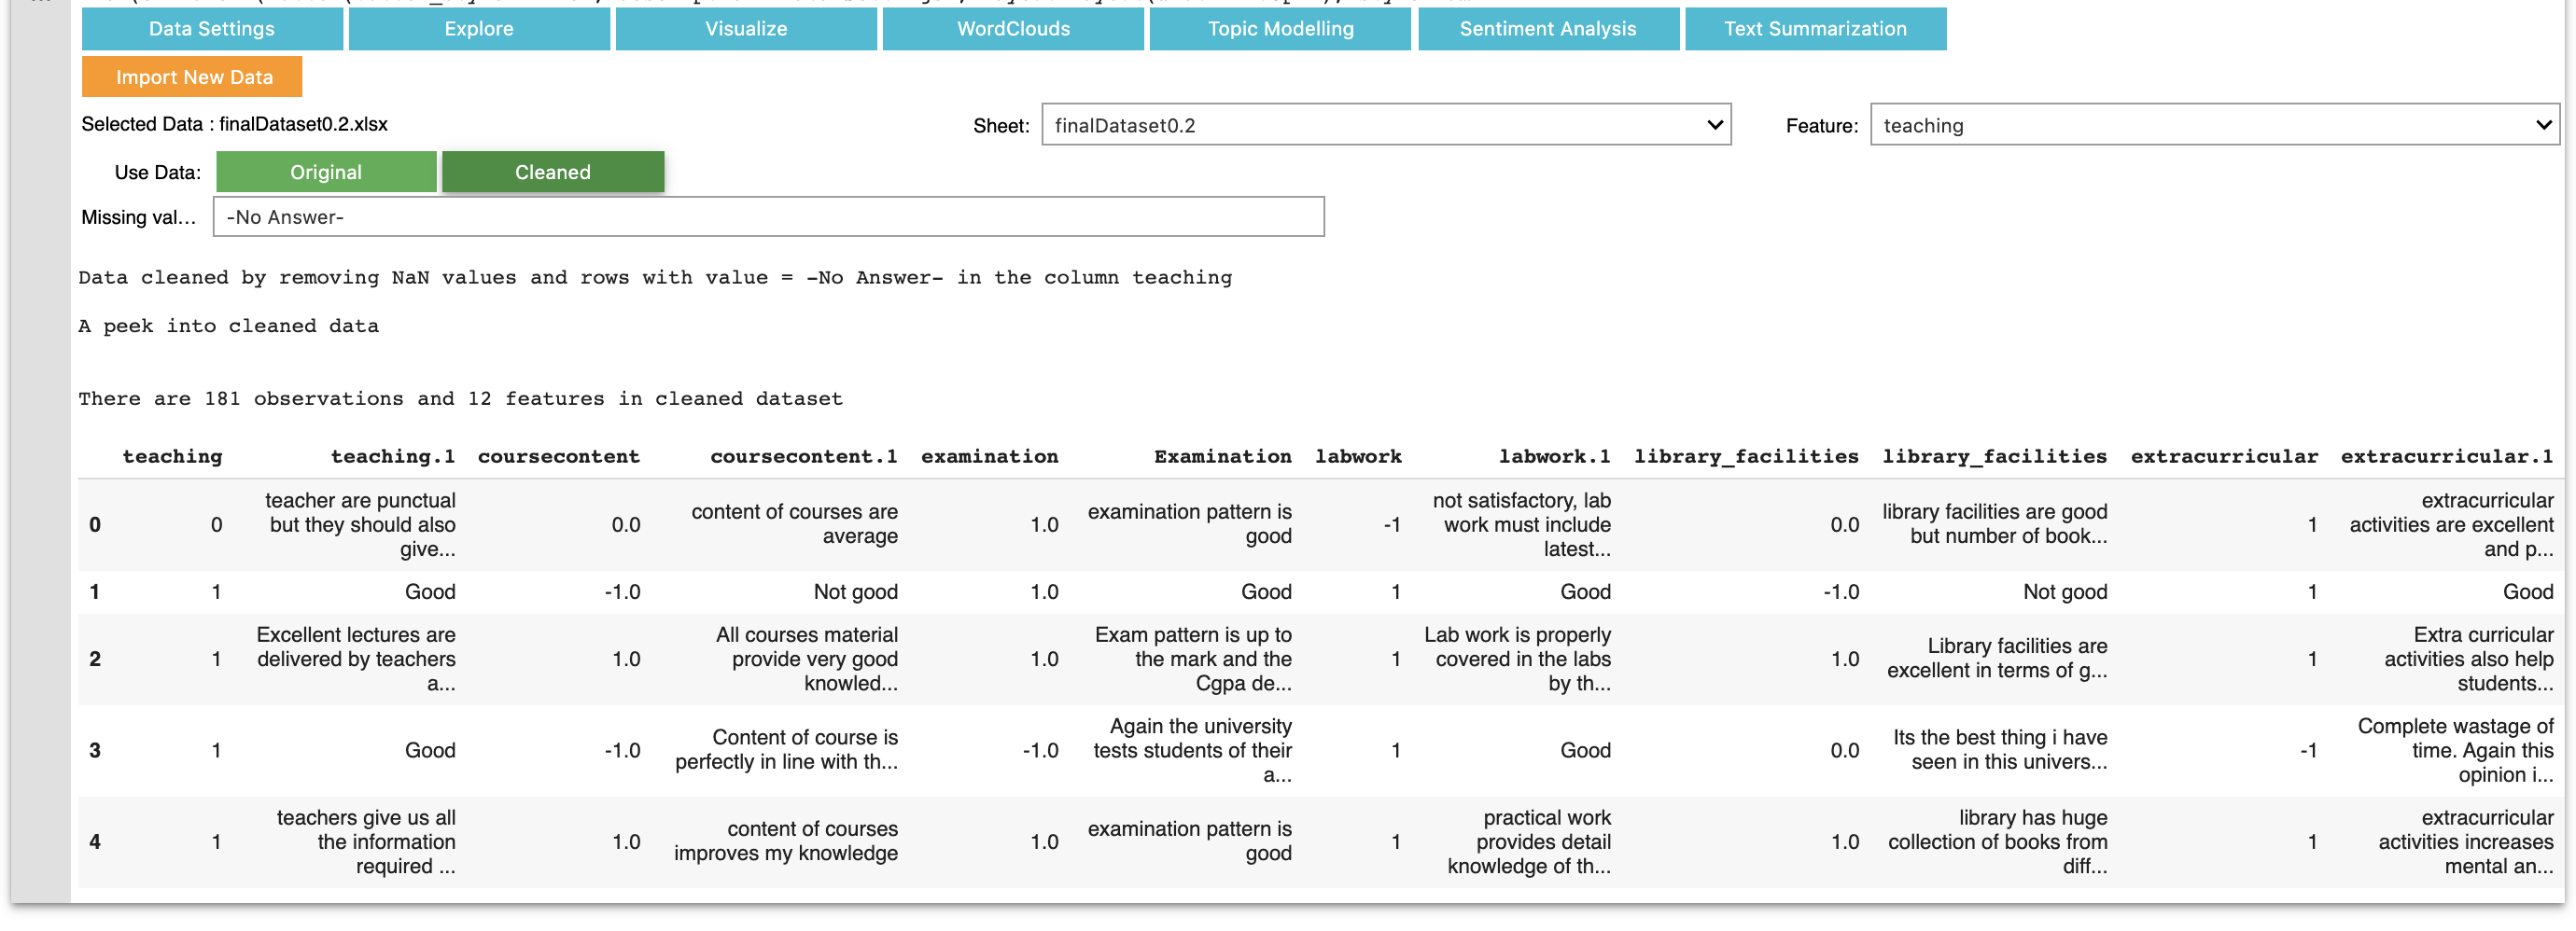 Data Settings Explore Visualize WordClouds Topic Modelling Sentiment Analysis Text Summarization
Import New Data
Selected Data : finalDataset0.2.xlsx Sheet: finalDataset0.2 Feature: teaching
Use Data: Original Cleaned
Missing val... -No Answer-
Data cleaned by removing NaN values and rows with value = -No Answer- in the column teaching
A peek into cleaned data
There are 181 observations and 12 features in cleaned dataset
teaching teaching.1 coursecontent coursecontent.1 examination Examination labwork labwork.1 library_facilities library_facilities extracurricular extracurricular.1
0 0 teacher are punctual but they should also give... 0.0 content of courses are average 1.0 examination pattern is good -1 not satisfactory, lab work must include latest... 0.0 library facilities are good but number of book... 1 extracurricular activities are excellent and p...
1 1 Good -1.0 Not good 1.0 Good 1 Good -1.0 Not good 1 Good
2 1 Excellent lectures are delivered by teachers a... 1.0 All courses material provide very good knowled... 1.0 Exam pattern is up to the mark and the Cgpa de... 1 Lab work is properly covered in the labs by th... 1.0 Library facilities are excellent in terms of g... 1 Extra curricular activities also help students...
3 1 Good -1.0 Content of course is perfectly in line with th... -1.0 Again the university tests students of their a... 1 Good 0.0 Its the best thing i have seen in this univers... -1 Complete wastage of time. Again this opinion i...
4 1 teachers give us all the information required ... 1.0 content of courses improves my knowledge 1.0 examination pattern is good 1 practical work provides detail knowledge of th... 1.0 library has huge collection of books from diff... 1 extracurricular activities increases mental an...